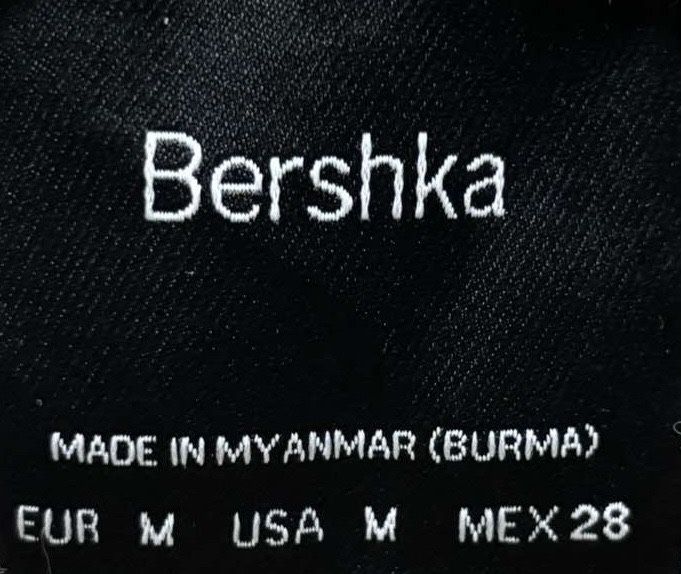 Bershka
MADE IN MYANMAR (BURMA)
EUR M USA M MEX 28